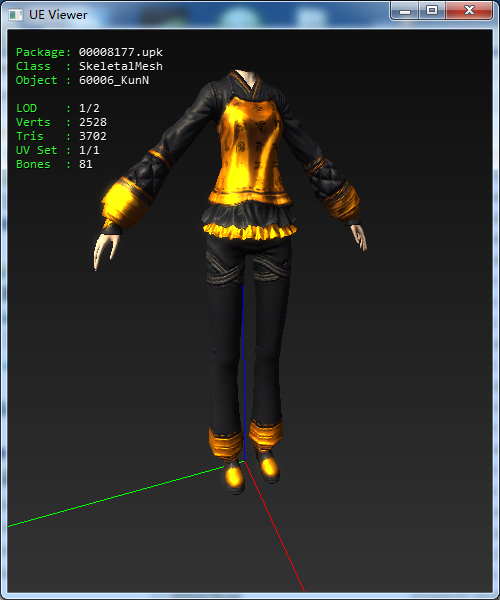 UE Viewer
Package: 00008177.upk
Class : SkeletalMesh
Object : 60006_KunN
LOD : 1/2
Verts : 2528
Tris : 3702
UV Set : 1/1
Bones : 81